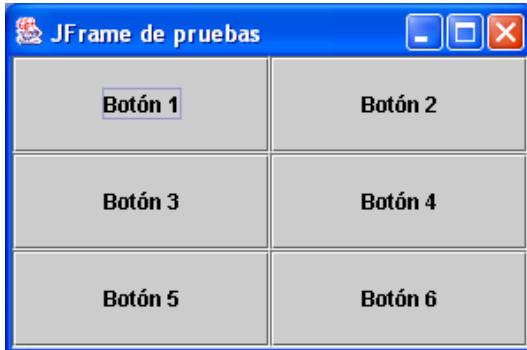 JFrame de pruebas
Botón 1
Botón 2
Botón 3
Botón 4
Botón 5
Botón 6